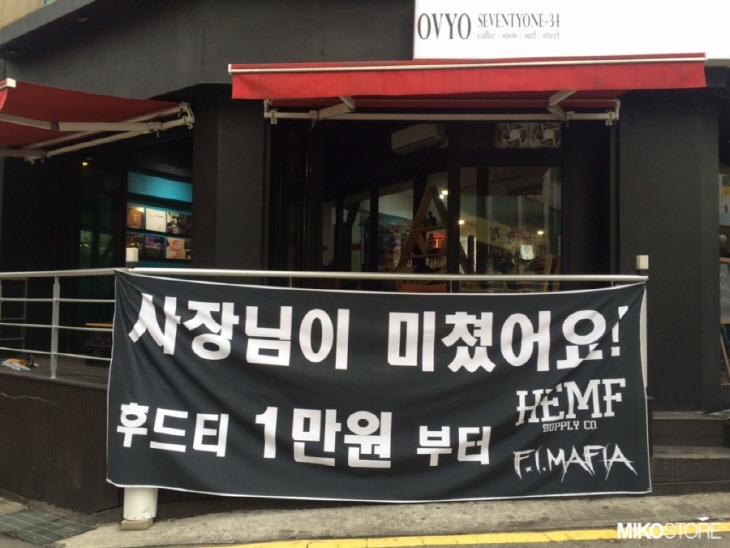 OVYO SEVENTYONE-34
coffee / snow / surf / street
사장님이 미쳤어요!
후드티 1만원 부터
HEMF
SUPPLY CO.
F.I.MAFIA
MIKOSTORE